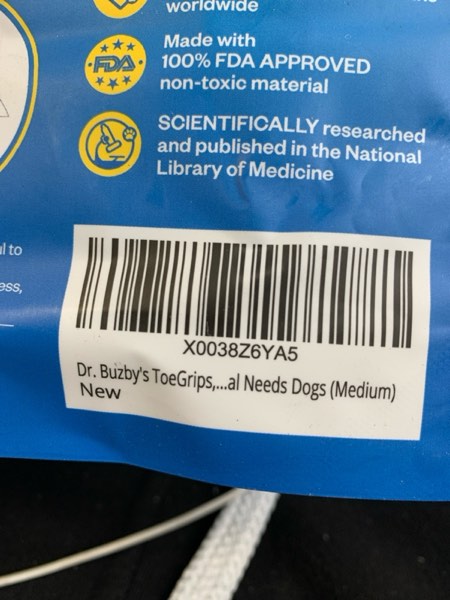 worldwide
Made with
100% FDA APPROVED
non-toxic material
FDA
SCIENTIFICALLY researched
and published in the National
Library of Medicine
ul to
ess,
X0038Z6YA5
Dr. Buzby's ToeGrips,...al Needs Dogs (Medium)
New